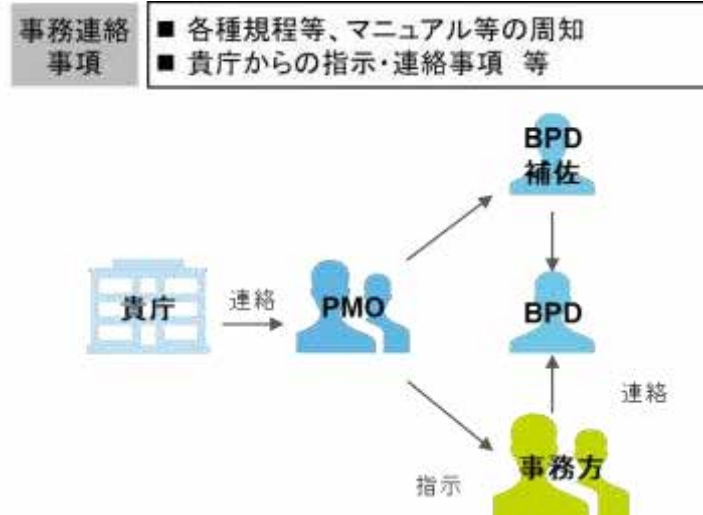 事務連絡
事項
■ 各種規程等、マニュアル等の周知
■ 貴庁からの指示・連絡事項 等
BPD
補佐
貴庁
連絡
PMO
BPD
連絡
事務方
指示